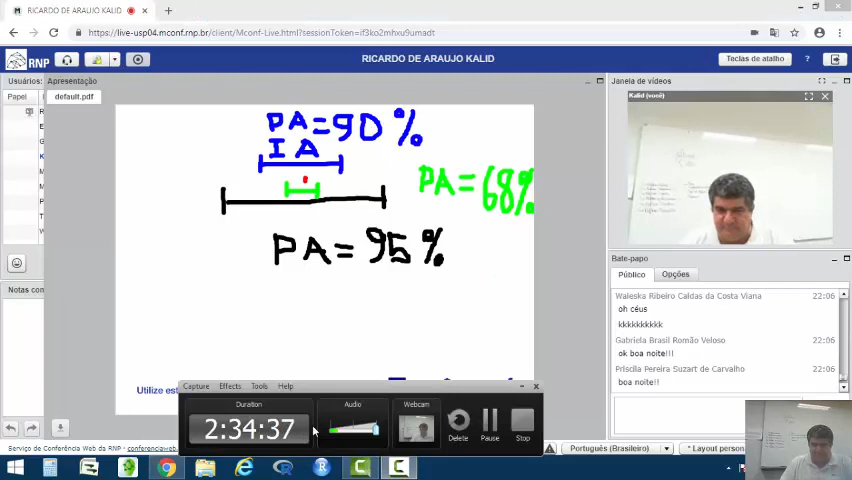 RICARDO DE ARAUJO KALID
https://live-usp04.mconf.rnp.br/client/Mconf-Live.html?sessionToken=if3ko2mhxu9umadt
RNP
RICARDO DE ARAUJO KALID
Teclas de atalho
?
Usuários:
Apresentação
Janela de vídeos
Papel
default.pdf
Kalid (você)
PA=90%
IA
PA=68%
PA=95%
Bate-papo
Público
Opções
Waleska Ribeiro Caldas da Costa Viana 22:06
oh céus
kkkkkkkkkk
Gabriela Brasil Romão Veloso 22:06
ok boa noite!!!
Priscila Pereira Suzart de Carvalho 22:06
boa noite!!
Notas co
Utilize est
Capture Effects Tools Help
Duration
Audio
Webcam
2:34:37
Delete
Pause
Stop
Serviço de Conferência Web da RNP - conferenciaweb.
Português (Brasileiro)
* Layout person